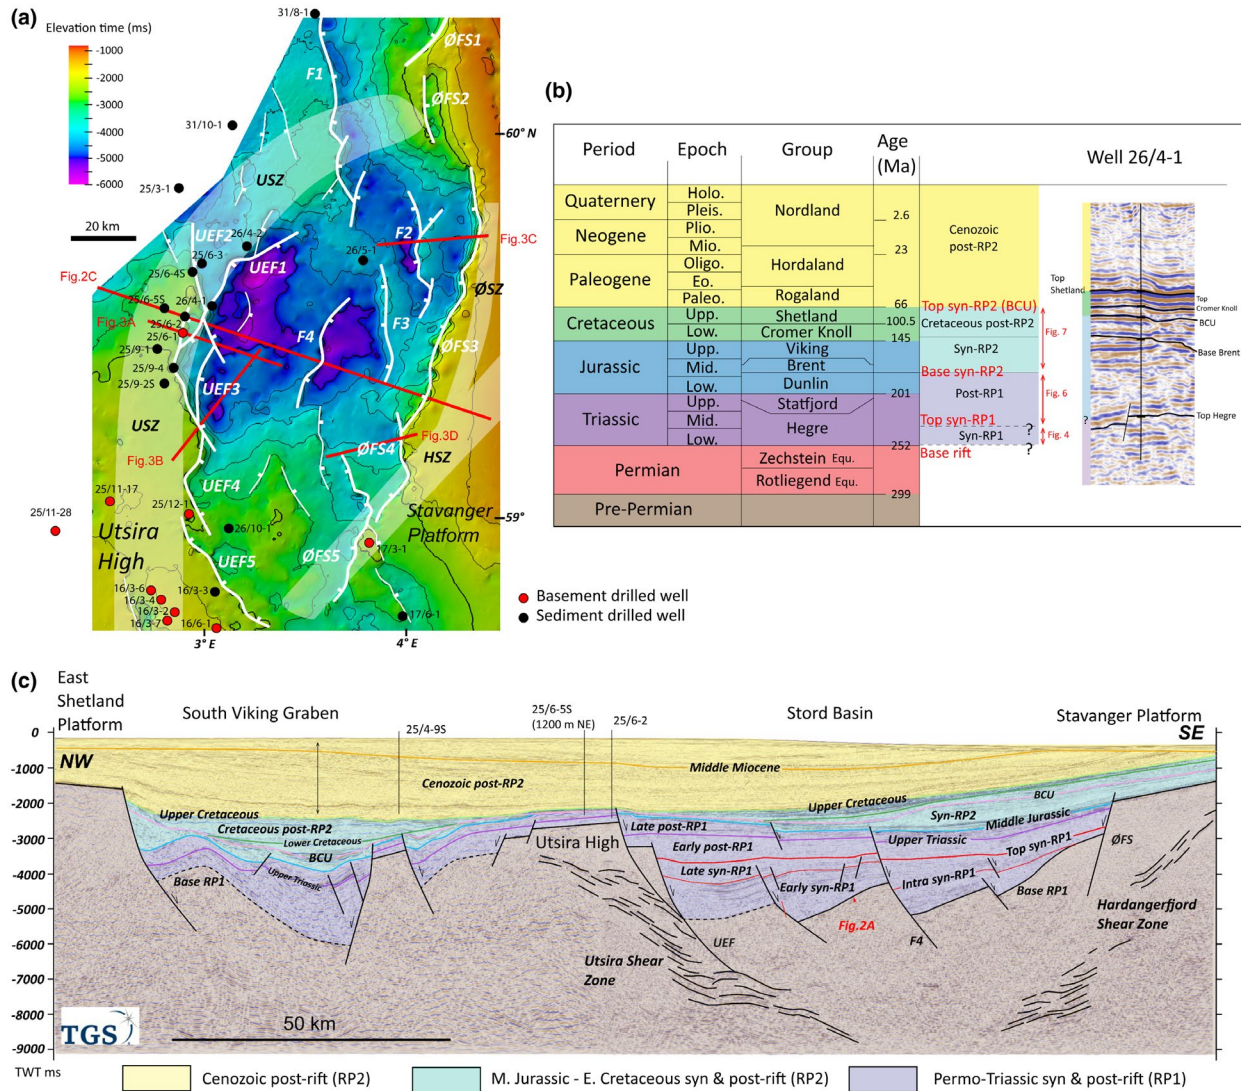 (a)
Elevation time (ms)
-1000
-2000
-3000
-4000
-5000
-6000
20 km
31/8-1
ØFS1
F1
ØFS2
31/10-1
60° N
25/3-1
USZ
UEF2
26/4-2
25/6-3
UEF1
F2
Fig.3C
26/5-1
Fig.2C
25/6-4S
ØSZ
25/6-5S
26/4-1
Fig.3A
25/6-2
25/6-1
F4
F3
ØFS3
25/9-1
25/9-4
25/9-2S
UEF3
USZ
Fig.3D
ØFS4
HSZ
Fig.3B
UEF4
25/11-17
25/12-1
25/11-28
26/10-1
59°
Stavanger
Platform
Utsira
High
17/3-1
ØFS5
UEF5
16/3-6
16/3-3
16/3-4
16/3-2
16/3-7
16/6-1
17/6-1
3° E
4° E
Basement drilled well
Sediment drilled well
(b)
Period
Epoch
Group
Age
(Ma)
Well 26/4-1
Quaternery
Holo.
Pleis.
Nordland
2.6
Neogene
Plio.
Mio.
23
Cenozoic
post-RP2
Paleogene
Oligo.
Eo.
Paleo.
Hordaland
Rogaland
66
Top syn-RP2 (BCU)
Cretaceous
Upp.
Low.
Shetland
Cromer Knoll
100.5
145
Cretaceous post-RP2
Fig. 7
Jurassic
Upp.
Mid.
Low.
Viking
Brent
Dunlin
201
Syn-RP2
Base syn-RP2
Post-RP1
Fig. 6
Triassic
Upp.
Mid.
Low.
Statfjord
Hegre
252
Top syn-RP1
?
Syn-RP1
Fig. 4
?
Base rift
Permian
Zechstein Equ.
Rotliegend Equ.
299
Pre-Permian
Top
Shetland
Top
Cromer Knoll
BCU
Base Brent
?
Top Hegre
(c)
East
Shetland
Platform
South Viking Graben
25/4-9S
25/6-5S
(1200 m NE)
25/6-2
Stord Basin
Stavanger Platform
NW
SE
0
-1000
-2000
-3000
-4000
-5000
-6000
-7000
-8000
-9000
TWT ms
Middle Miocene
Cenozoic post-RP2
Upper Cretaceous
Cretaceous post-RP2
Lower Cretaceous
BCU
Upper Triassic
Base RP1
Utsira High
Upper Cretaceous
BCU
Syn-RP2
Late post-RP1
Middle Jurassic
Early post-RP1
Upper Triassic
Top syn-RP1
Late syn-RP1
Early syn-RP1
Intra syn-RP1
Base RP1
ØFS
Fig.2A
F4
UEF
Utsira Shear
Zone
Hardangerfjord
Shear Zone
TGS
50 km
Cenozoic post-rift (RP2)
M. Jurassic - E. Cretaceous syn & post-rift (RP2)
Permo-Triassic syn & post-rift (RP1)